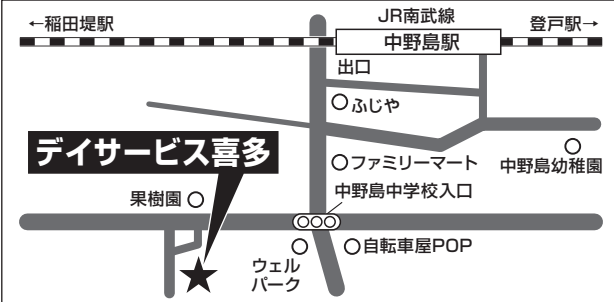 JR南武線
←稲田堤駅
中野島駅
登戸駅→
出口
ふじや
デイサービス喜多
ファミリーマート
中野島幼稚園
果樹園
中野島中学校入口
自転車屋POP
ウェル
パーク